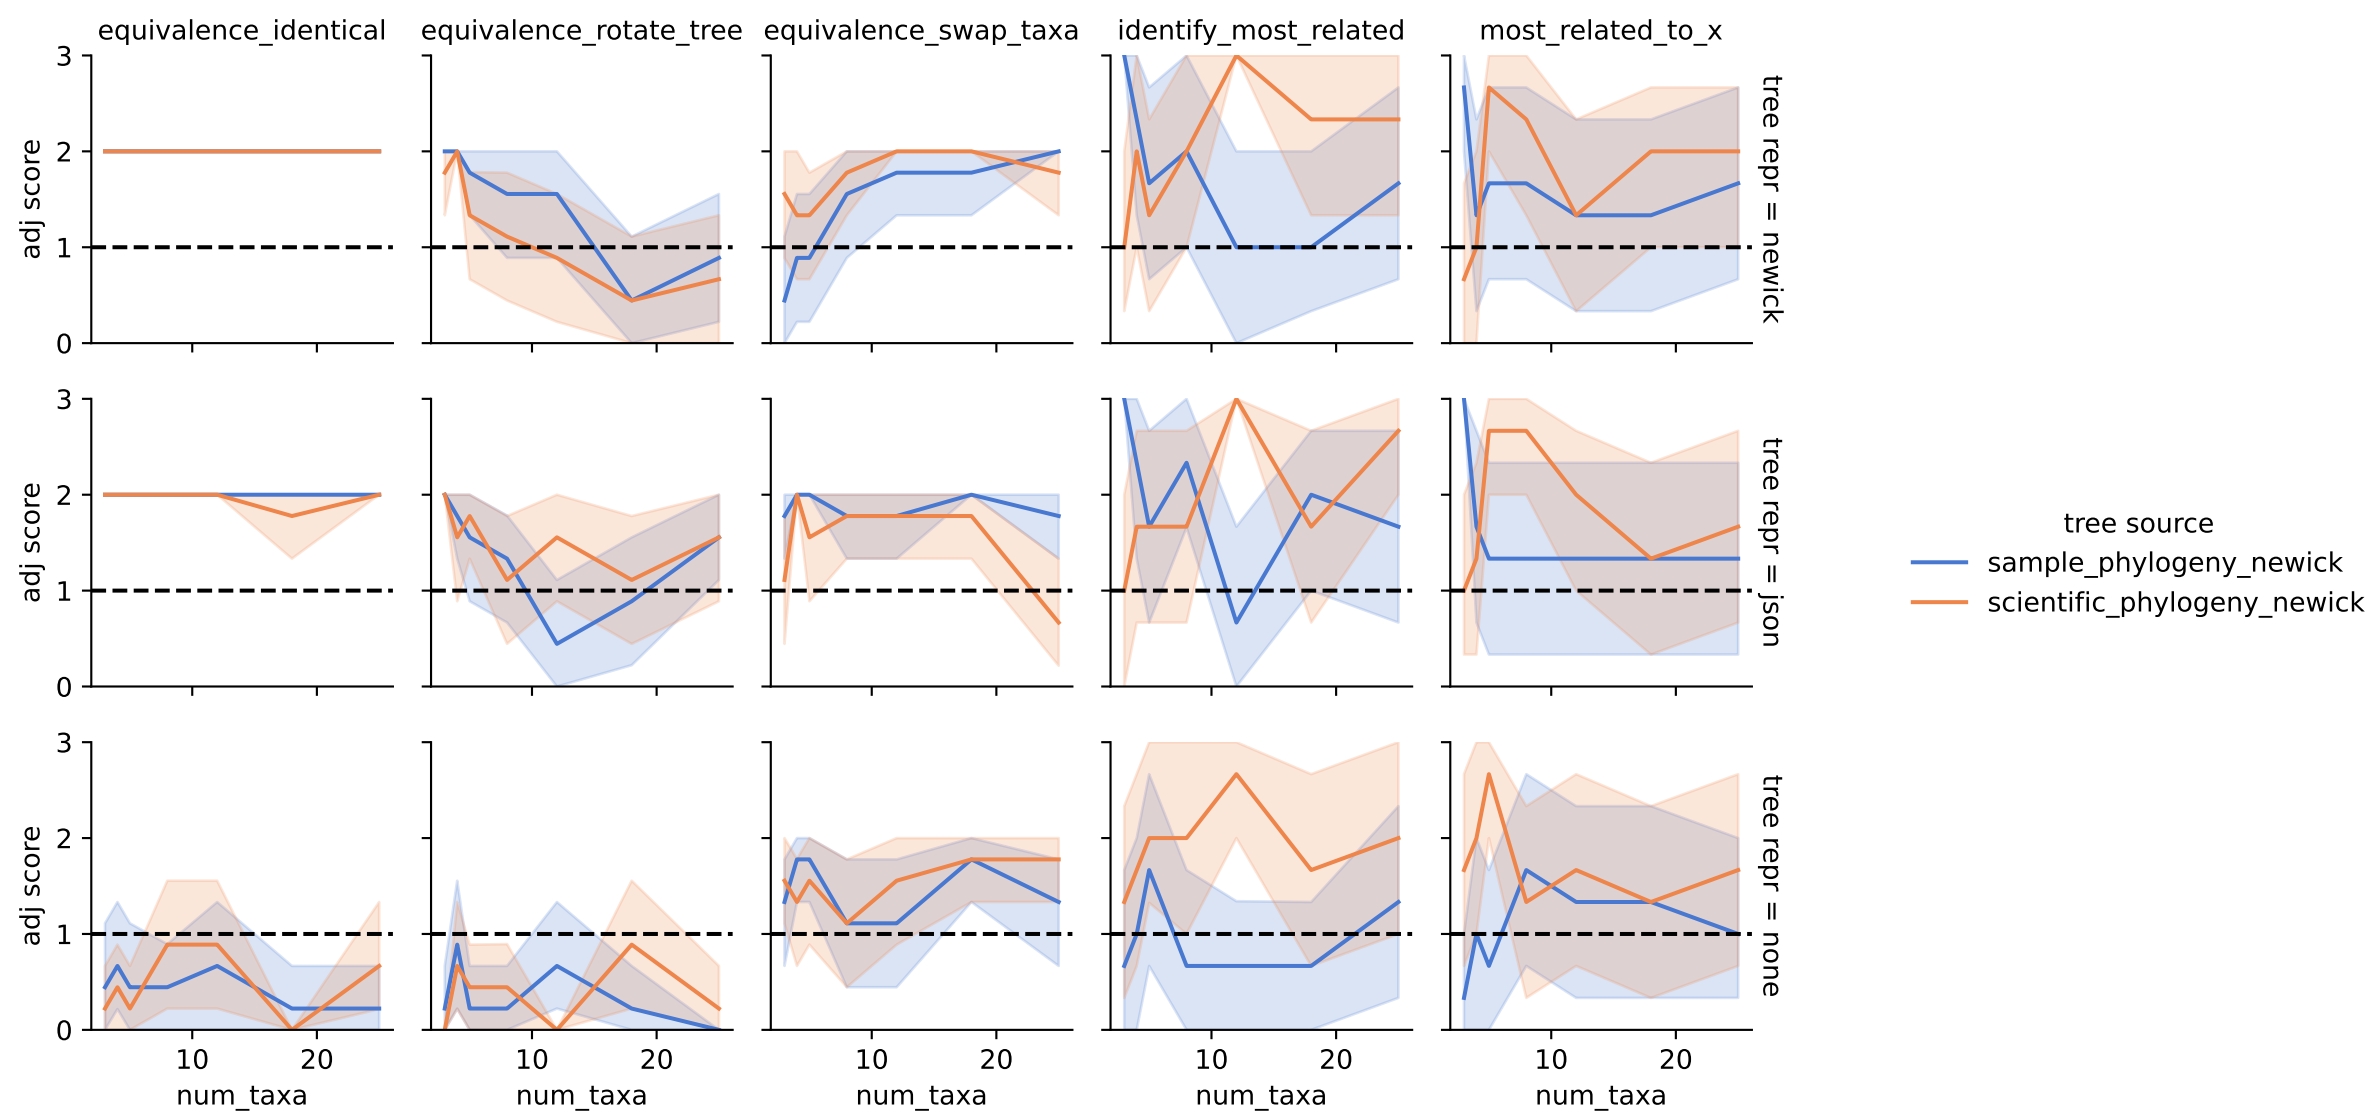 equivalence_identical equivalence_rotate_tree equivalence_swap_taxa identify_most_related most_related_to_x
3
2
1
0
adj score
tree repr = newick
3
2
1
0
adj score
tree repr = json
tree source
sample_phylogeny_newick
scientific_phylogeny_newick
3
2
1
0
adj score
tree repr = none
10 20 10 20 10 20 10 20 10 20
num_taxa num_taxa num_taxa num_taxa num_taxa